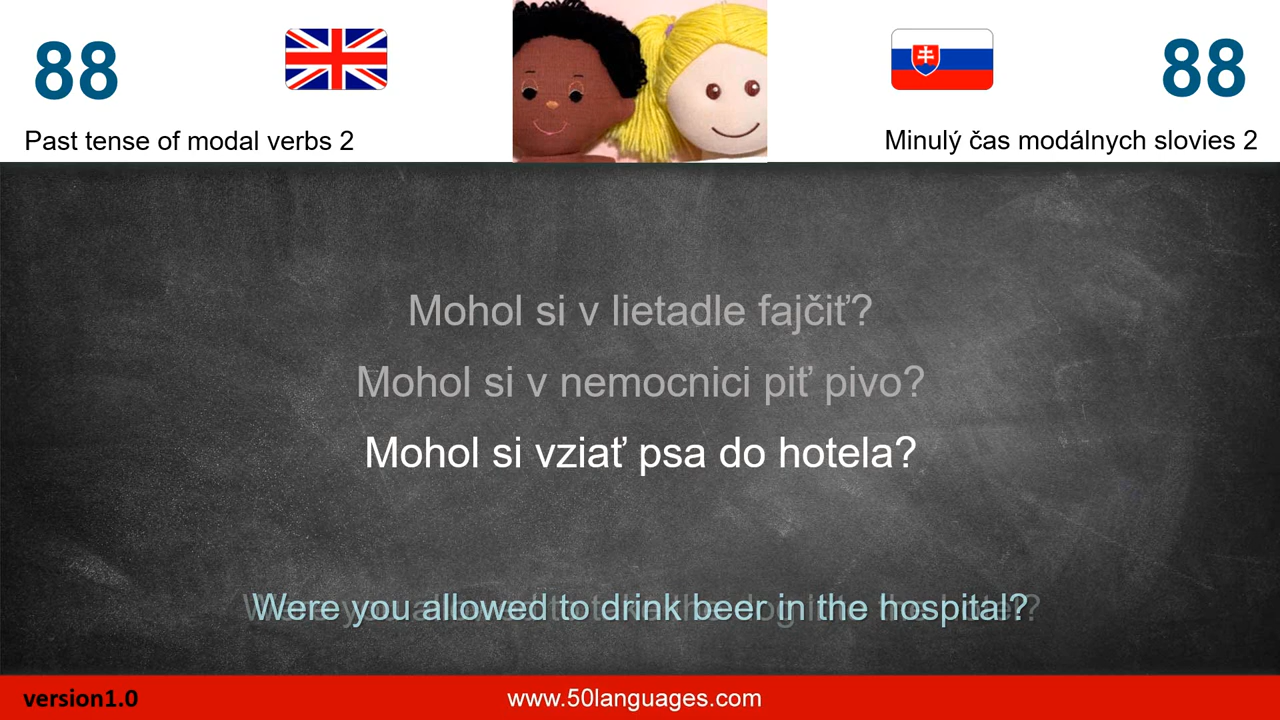 88
88
Past tense of modal verbs 2
Minulý čas modálnych slovies 2
Mohol si v lietadle fajčiť?
Mohol si v nemocnici piť pivo?
Mohol si vziať psa do hotela?
Were you allowed to drink beer in the hospital?
version1.0
www.50languages.com